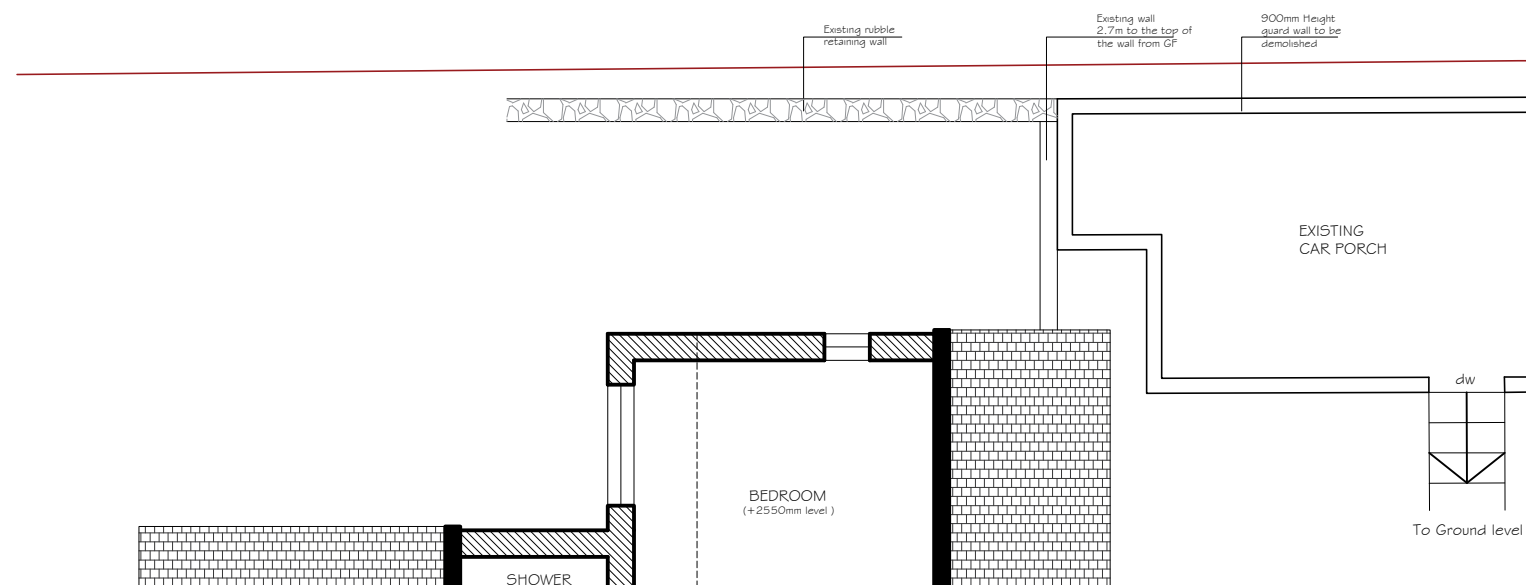 Existing rubble
retaining wall
Existing wall
2.7m to the top of
the wall from GF
900mm Height
guard wall to be
demolished
EXISTING
CAR PORCH
dw
BEDROOM
(+2550mm level )
To Ground level
SHOWER